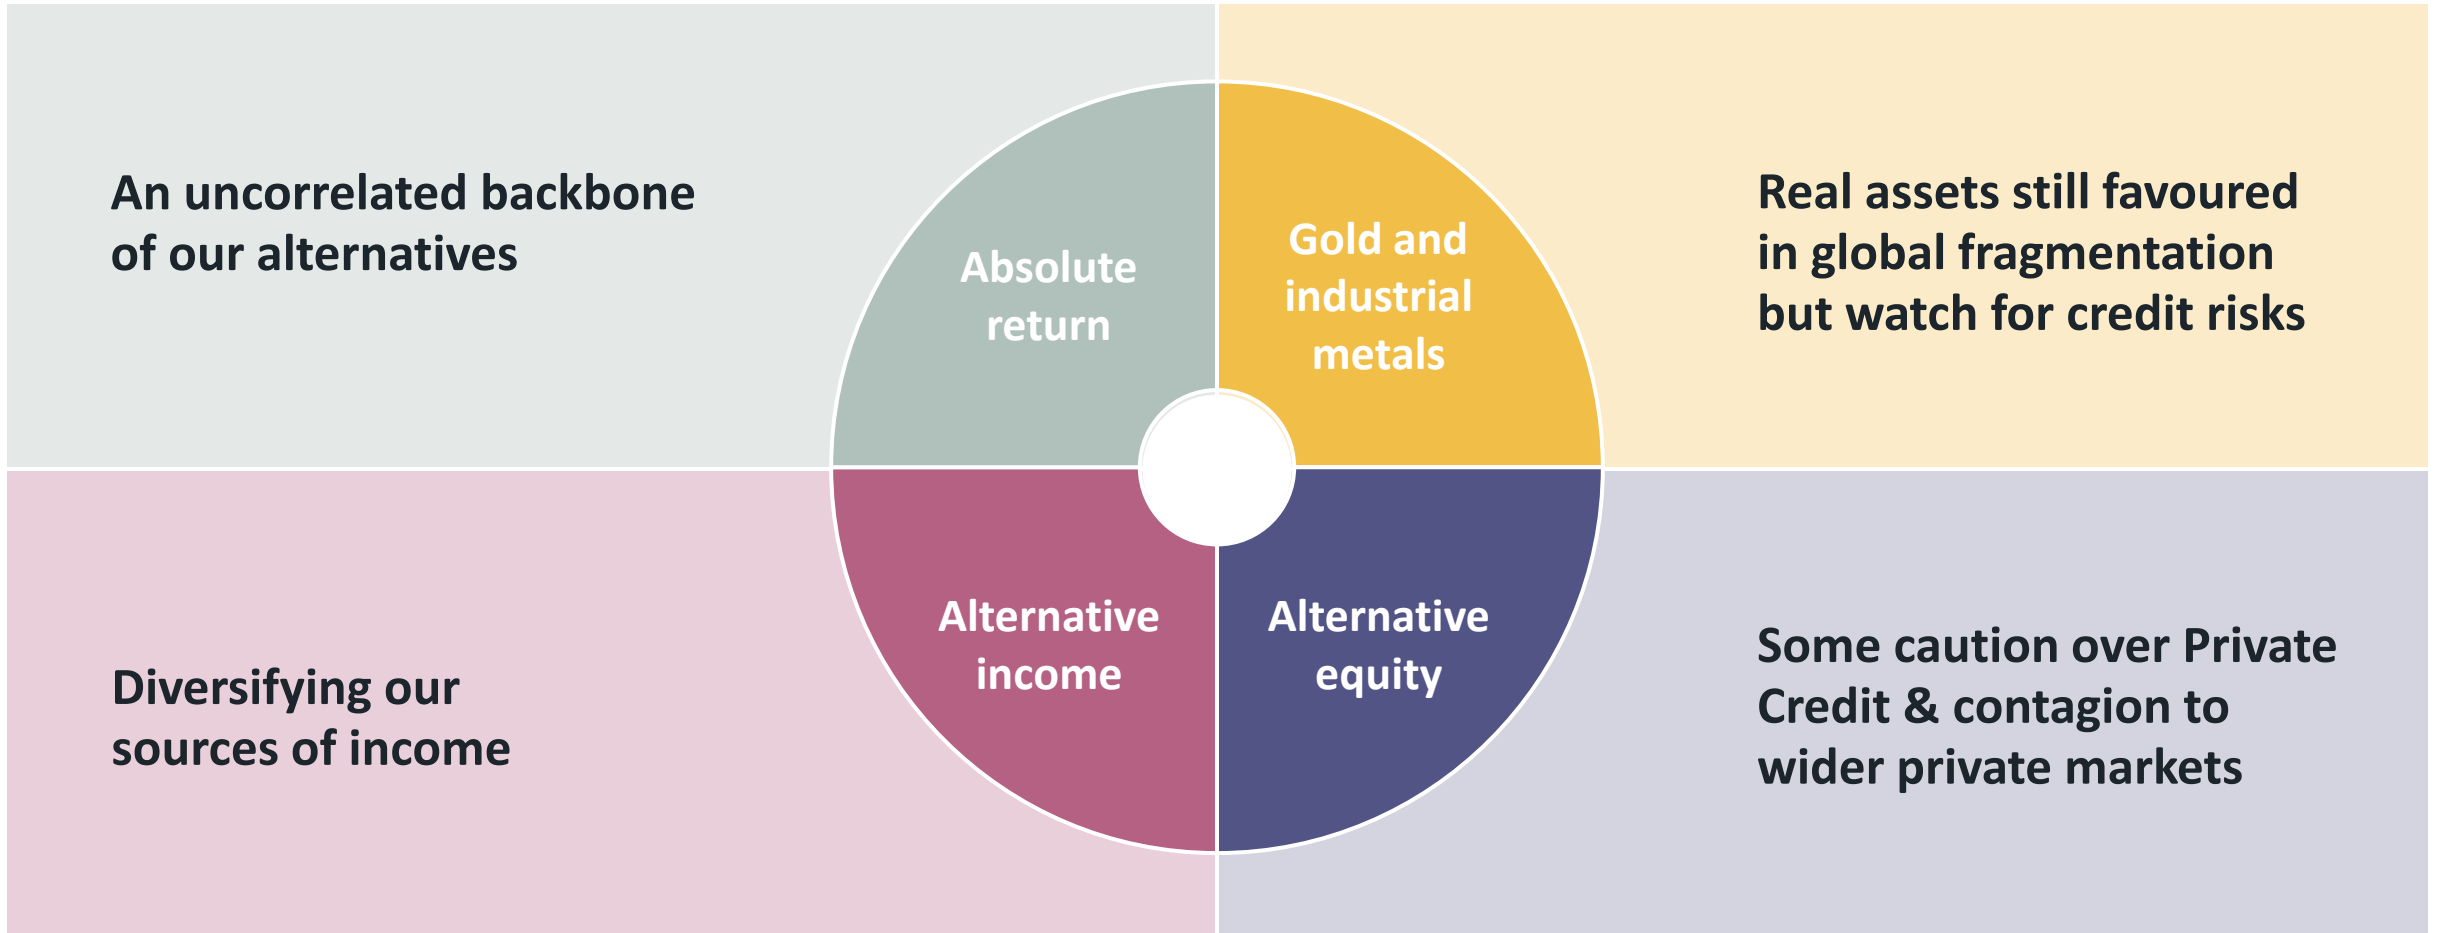 An uncorrelated backbone
of our alternatives
Absolute
return
Gold and
industrial
metals
Real assets still favoured
in global fragmentation
but watch for credit risks
Diversifying our
sources of income
Alternative
income
Alternative
equity
Some caution over Private
Credit & contagion to
wider private markets